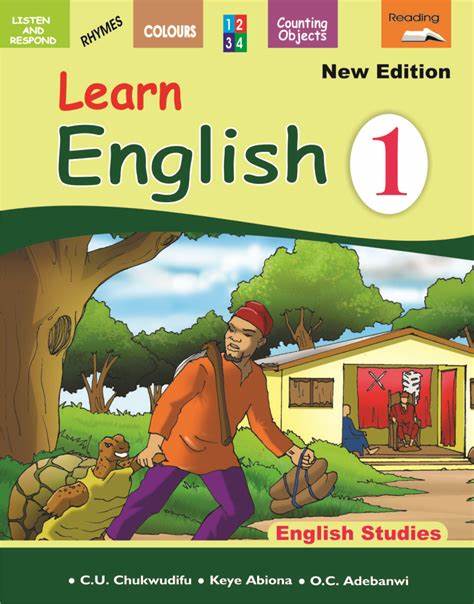 LISTEN
AND
RESPOND
RHYMES
COLOURS
1 2
3 4
Counting
Objects
Reading
New Edition
Learn
English 1
English Studies
• C.U. Chukwudifu • Keye Abiona • O.C. Adebanwi